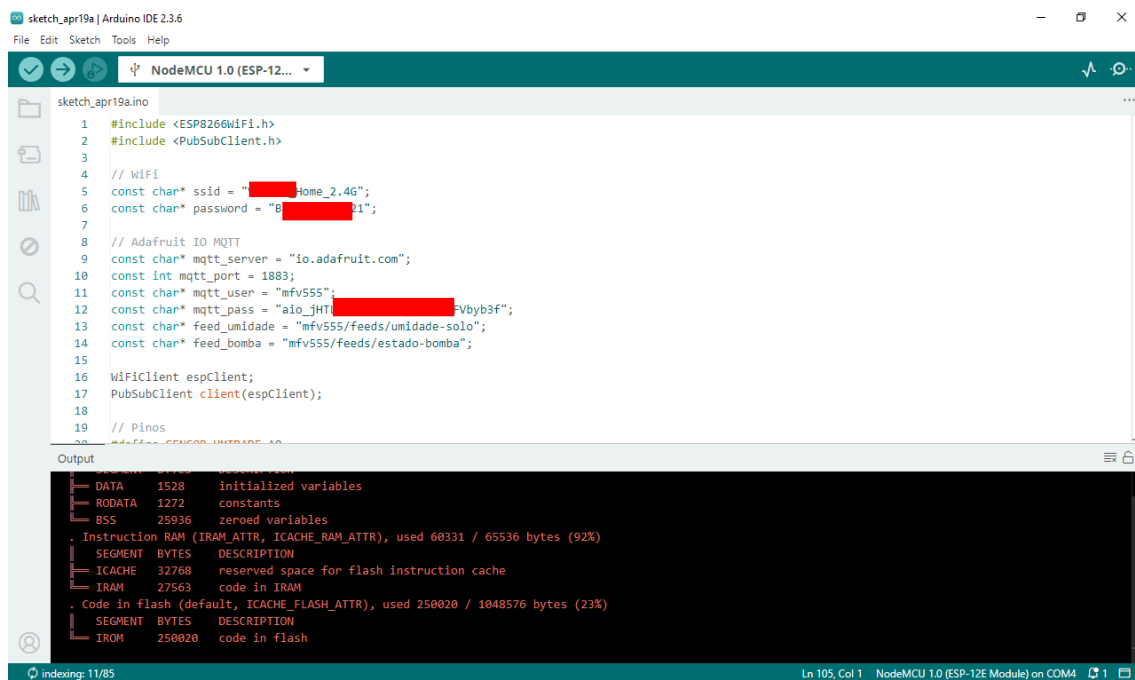 sketch_apr19a | Arduino IDE 2.3.6
File Edit Sketch Tools Help
NodeMCU 1.0 (ESP-12E...
sketch_apr19a.ino
1 #include <ESP8266WiFi.h>
2 #include <PubSubClient.h>
3
4 // WiFi
5 const char* ssid = " Home_2.4G";
6 const char* password = "B 21";
7
8 // Adafruit IO MQTT
9 const char* mqtt_server = "io.adafruit.com";
10 const int mqtt_port = 1883;
11 const char* mqtt_user = "mfv555";
12 const char* mqtt_pass = "aio_jHTL FVbyb3f";
13 const char* feed_umidade = "mfv555/feeds/umidade-solo";
14 const char* feed_bomba = "mfv555/feeds/estado-bomba";
15
16 WiFiClient espClient;
17 PubSubClient client(espClient);
18
19 // Pinos
Output
DATA 1528 initialized variables
RODATA 1272 constants
BSS 25936 zeroed variables
. Instruction RAM (IRAM_ATTR, ICACHE_RAM_ATTR), used 60331 / 65536 bytes (92%)
SEGMENT BYTES DESCRIPTION
ICACHE 32768 reserved space for flash instruction cache
IRAM 27563 code in IRAM
. Code in flash (default, ICACHE_FLASH_ATTR), used 250020 / 1048576 bytes (23%)
SEGMENT BYTES DESCRIPTION
IROM 250020 code in flash
indexing: 11/85 Ln 105, Col 1 NodeMCU 1.0 (ESP-12E Module) on COM4 1